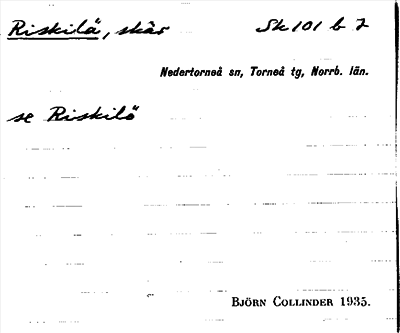 Riskilä, skär Sk 101 b 7
Nedertorneå sn, Torneå tg, Norrb. län.
se Riskilö
BJÖRN COLLINDER 1935.